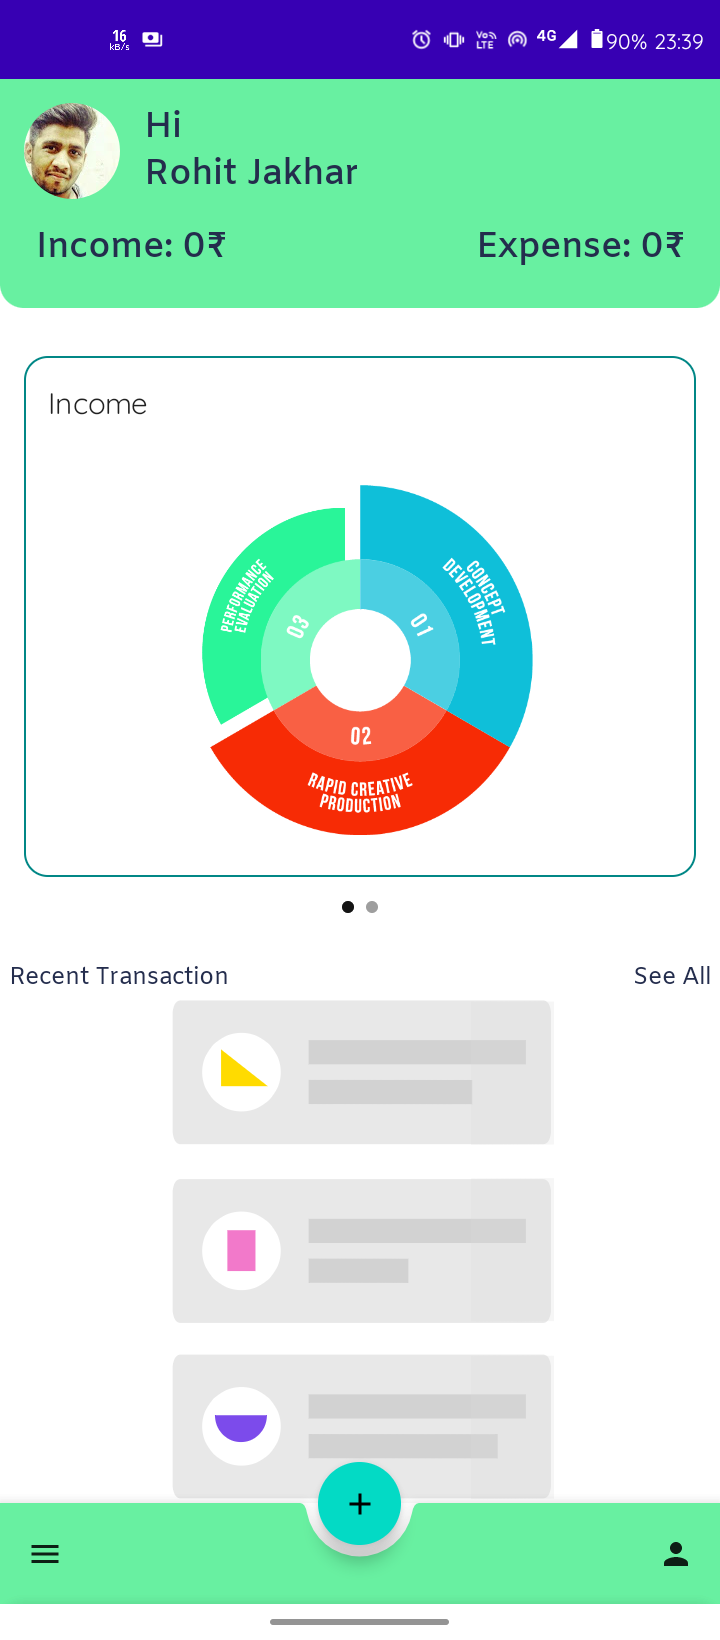 16
kB/s
Vo LTE
4G
90% 23:39
Hi
Rohit Jakhar
Income: 0₹
Expense: 0₹
Income
CONCEPT
DEVELOPMENT
01
PERFORMANCE
EVALUATION
03
02
RAPID CREATIVE
PRODUCTION
Recent Transaction
See All